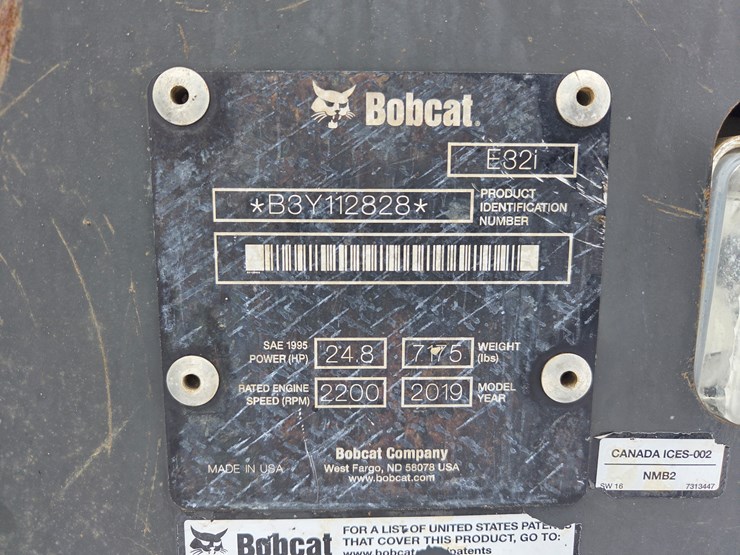 Bobcat.
E32i
*B3Y112828*
PRODUCT
IDENTIFICATION
NUMBER
SAE 1995
POWER (HP)
24.8
7175
WEIGHT
(lbs)
RATED ENGINE
SPEED (RPM)
2200
2019
MODEL
YEAR
Bobcat Company
MADE IN USA
West Fargo, ND 58078 USA
www.bobcat.com
CANADA ICES-002
NMB2
SW 16
7313447
Bobcat
FOR A LIST OF UNITED STATES PATENTS
THAT COVER THIS PRODUCT, GO TO: